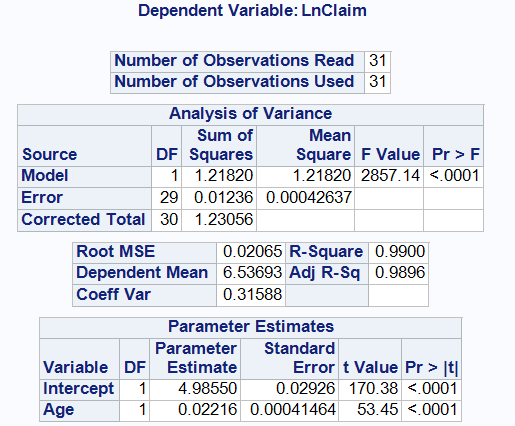 Dependent Variable: LnClaim
Number of Observations Read 31
Number of Observations Used 31
Analysis of Variance
Source DF Sum of Squares Mean Square F Value Pr > F
Model 1 1.21820 1.21820 2857.14 <.0001
Error 29 0.01236 0.00042637
Corrected Total 30 1.23056
Root MSE 0.02065 R-Square 0.9900
Dependent Mean 6.53693 Adj R-Sq 0.9896
Coeff Var 0.31588
Parameter Estimates
Variable DF Parameter Estimate Standard Error t Value Pr > |t|
Intercept 1 4.98550 0.02926 170.38 <.0001
Age 1 0.02216 0.00041464 53.45 <.0001